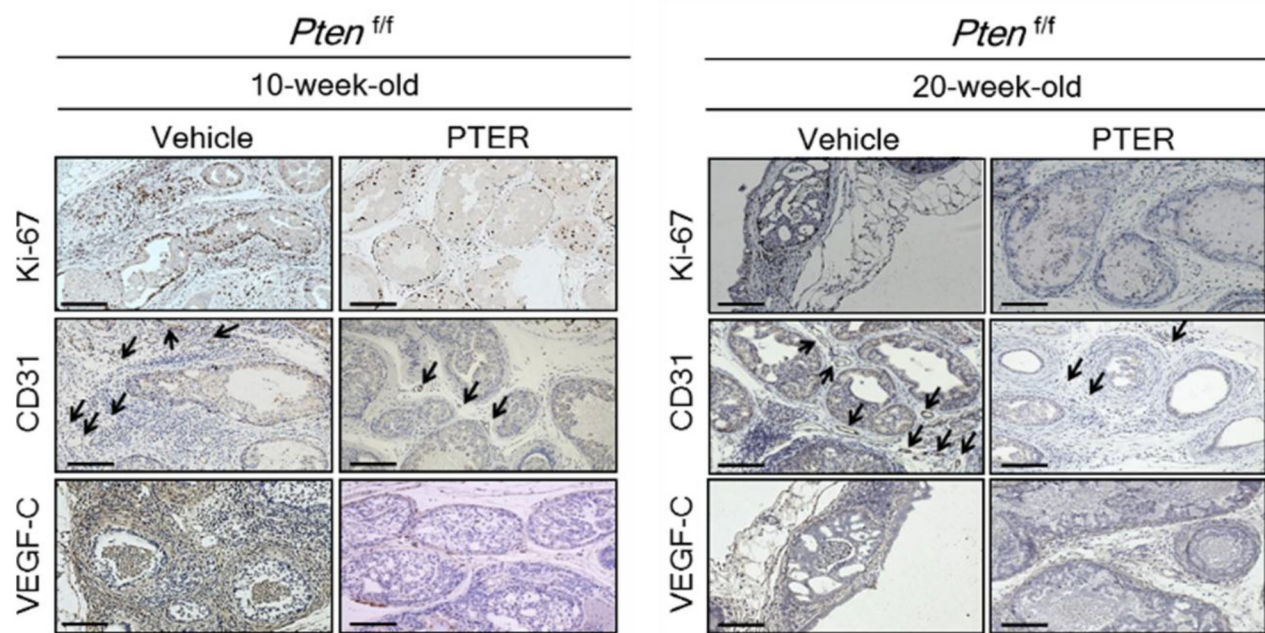 Pten f/f
10-week-old
Vehicle PTER
Ki-67
CD31
VEGF-C
Pten f/f
20-week-old
Vehicle PTER
Ki-67
CD31
VEGF-C